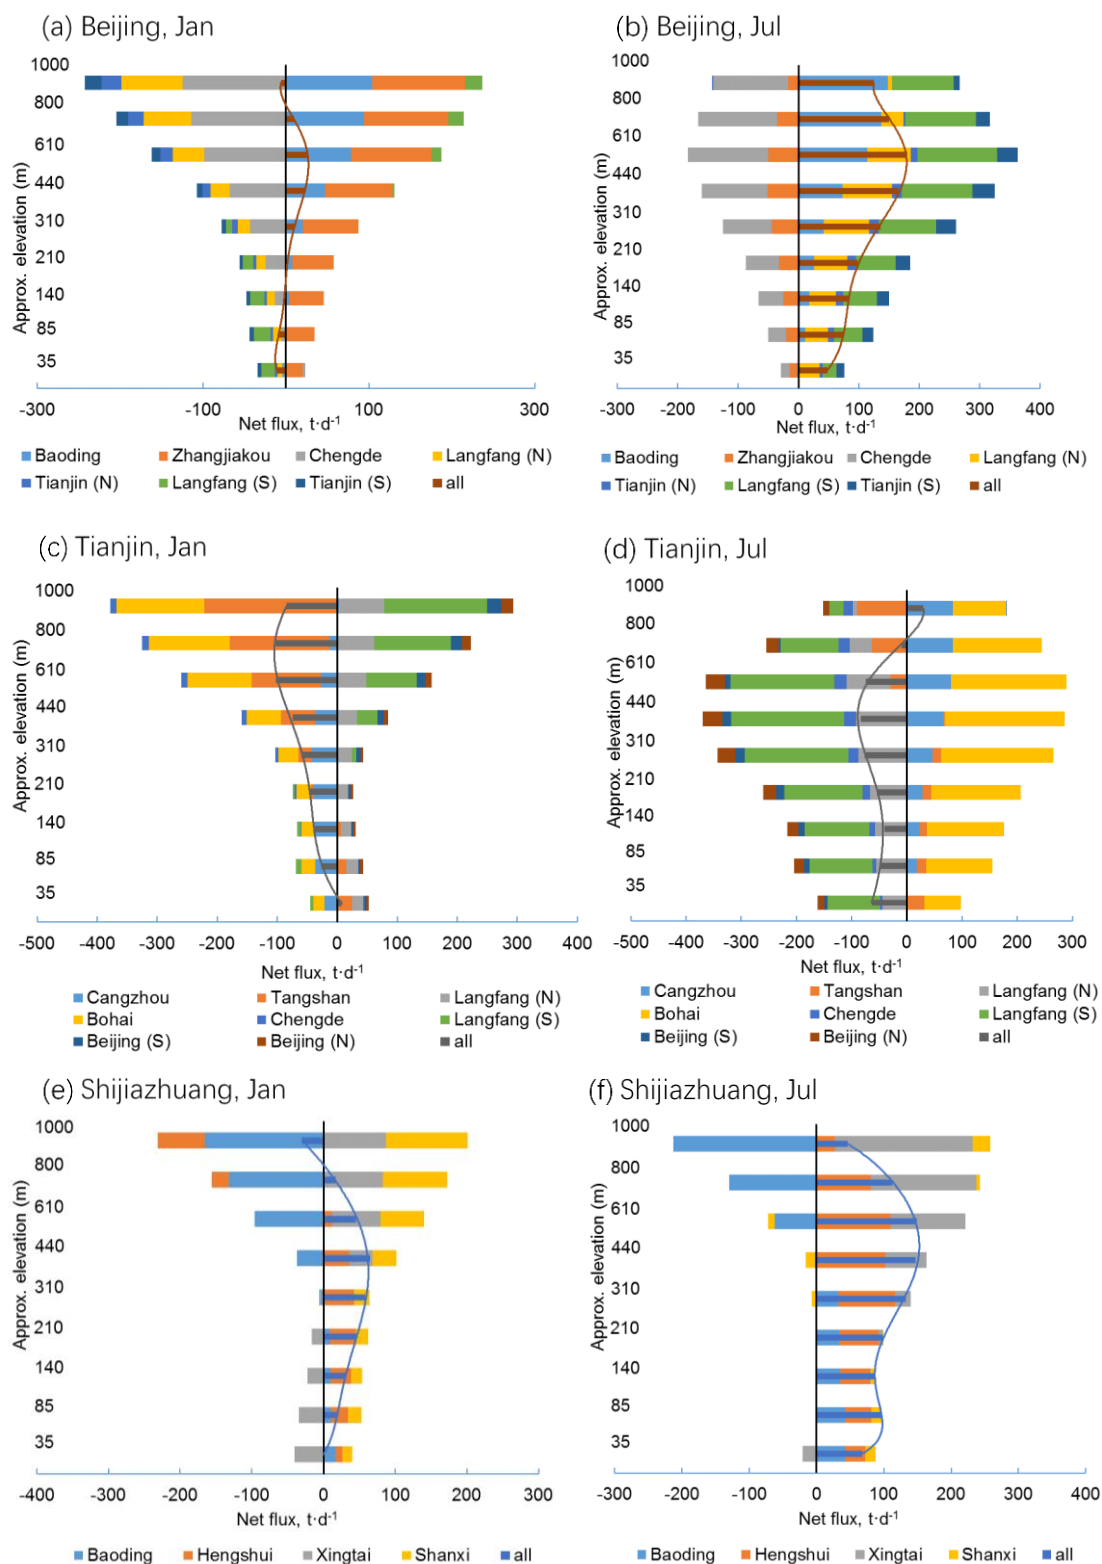 (a) Beijing, Jan
Approx. elevation (m)
1000
800
610
440
310
210
140
85
35
-300 -100 100 300
Net flux, t·d⁻¹
Baoding Zhangjiakou Chengde Langfang (N)
Tianjin (N) Langfang (S) Tianjin (S) all
(b) Beijing, Jul
Approx. elevation (m)
1000
800
610
440
310
210
140
85
35
-300 -200 -100 0 100 200 300 400
Net flux, t·d⁻¹
Baoding Zhangjiakou Chengde Langfang (N)
Tianjin (N) Langfang (S) Tianjin (S) all
(c) Tianjin, Jan
Approx. elevation (m)
1000
800
610
440
310
210
140
85
35
-500 -400 -300 -200 -100 0 100 200 300 400
Net flux, t·d⁻¹
Cangzhou Tangshan Langfang (N)
Bohai Chengde Langfang (S)
Beijing (S) Beijing (N) all
(d) Tianjin, Jul
Approx. elevation (m)
1000
800
610
440
310
210
140
85
35
-500 -400 -300 -200 -100 0 100 200 300
Net flux, t·d⁻¹
Cangzhou Tangshan Langfang (N)
Bohai Chengde Langfang (S)
Beijing (S) Beijing (N) all
(e) Shijiazhuang, Jan
Approx. elevation (m)
1000
800
610
440
310
210
140
85
35
-400 -300 -200 -100 0 100 200 300
Net flux, t·d⁻¹
Baoding Hengshui Xingtai Shanxi all
(f) Shijiazhuang, Jul
Approx. elevation (m)
1000
800
610
440
310
210
140
85
35
-300 -200 -100 0 100 200 300 400
Net flux, t·d⁻¹
Baoding Hengshui Xingtai Shanxi all